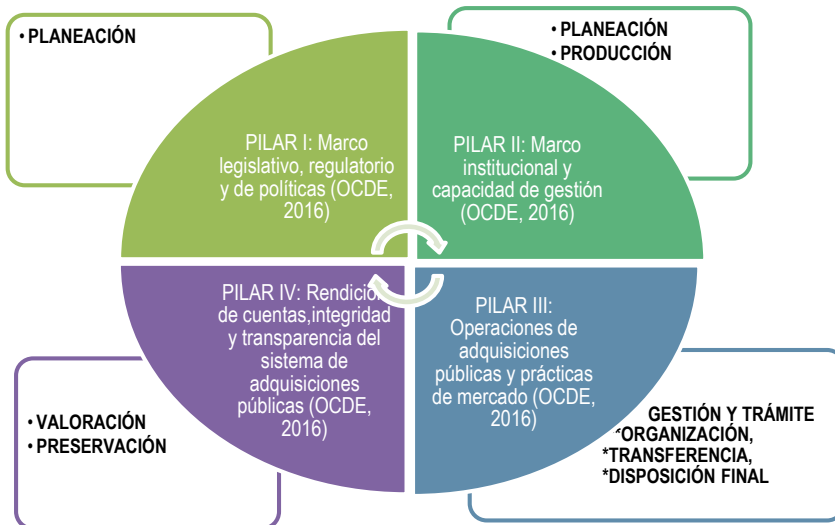 • PLANEACIÓN
• PLANEACIÓN
• PRODUCCIÓN
PILAR I: Marco
legislativo, regulatorio
y de políticas (OCDE,
2016)
PILAR II: Marco
institucional y
capacidad de gestión
(OCDE, 2016)
PILAR IV: Rendición
de cuentas,integridad
y transparencia del
sistema de
adquisiciones
públicas (OCDE,
2016)
PILAR III:
Operaciones de
adquisiciones
públicas y prácticas
de mercado (OCDE,
2016)
• VALORACIÓN
• PRESERVACIÓN
GESTIÓN Y TRÁMITE
*ORGANIZACIÓN,
*TRANSFERENCIA,
*DISPOSICIÓN FINAL